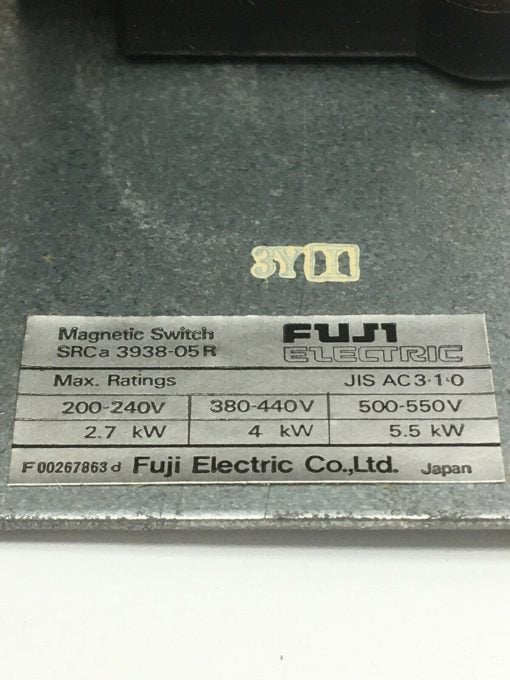 3Y II
Magnetic Switch
SRCa 3938-05R
FUJI
ELECTRIC
Max. Ratings JIS AC3·1·0
200-240V 380-440V 500-550V
2.7 kW 4 kW 5.5 kW
F00267863d Fuji Electric Co.,Ltd. Japan